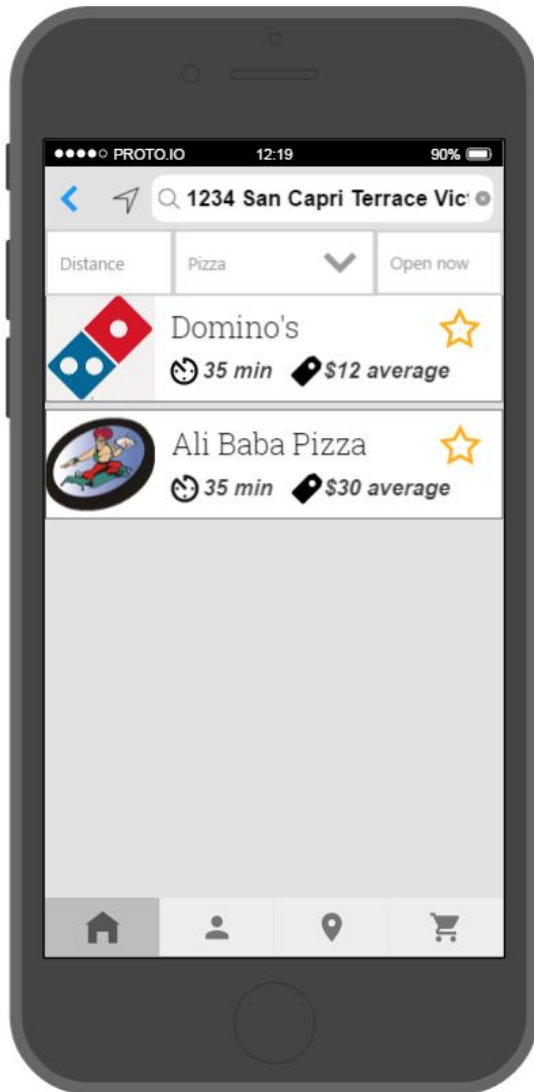 PROTO.IO 12:19 90%
1234 San Capri Terrace Vic
Distance Pizza Open now
Domino's
35 min $12 average
Ali Baba Pizza
35 min $30 average